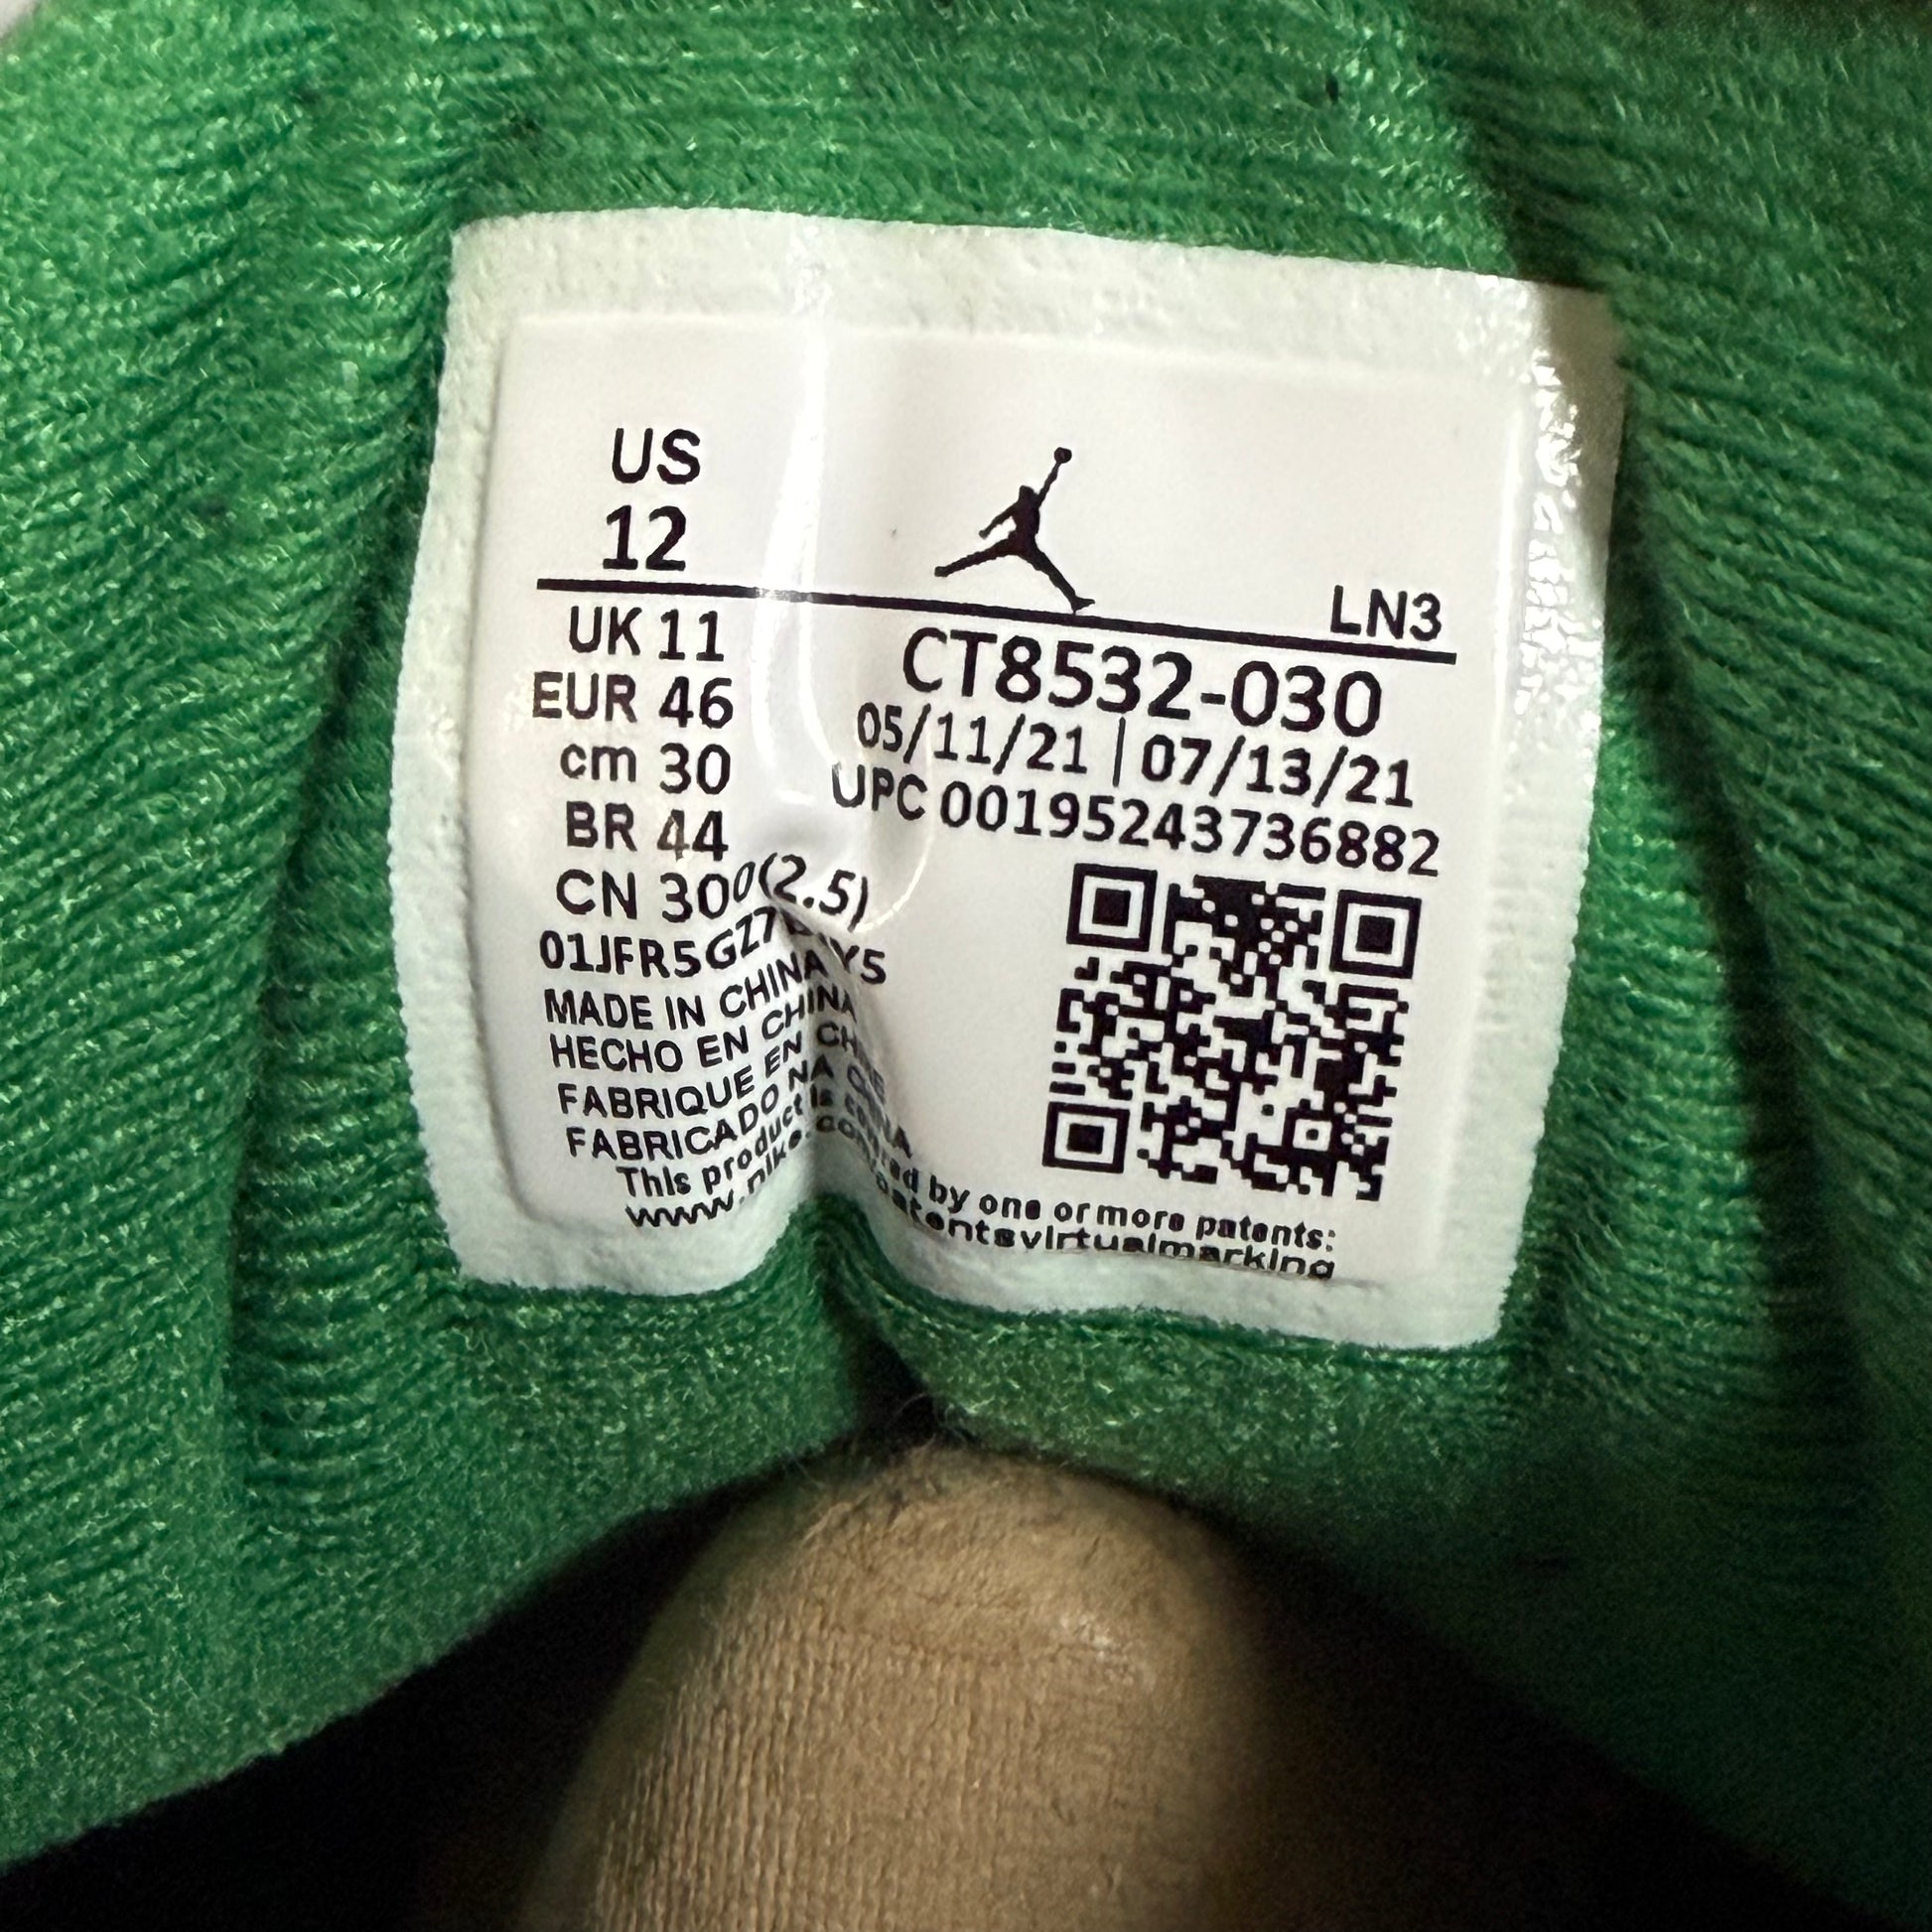 US
12
LN3
UK 11
EUR 46
cm 30
BR 44
CN 300(2.5)
MADE IN CHINA
HECHO EN CHINA
FABRIQUE EN CHINE
FABRICADO NA CHINA
CT8532-030
05/11/21 | 07/13/21
UPC 00195243736882
This product is covered by one or more patents:
www.nike.com/patentsvirtualmarking